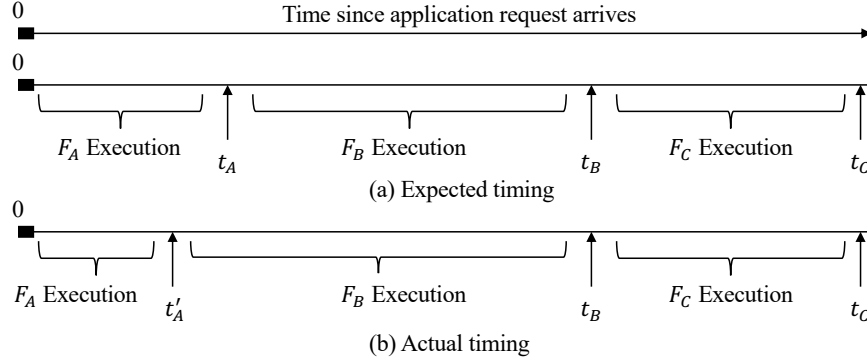 0
Time since application request arrives
0
F_A Execution
t_A
F_B Execution
t_B
F_C Execution
t_C
(a) Expected timing
0
F_A Execution
t'_A
F_B Execution
t_B
F_C Execution
t_C
(b) Actual timing